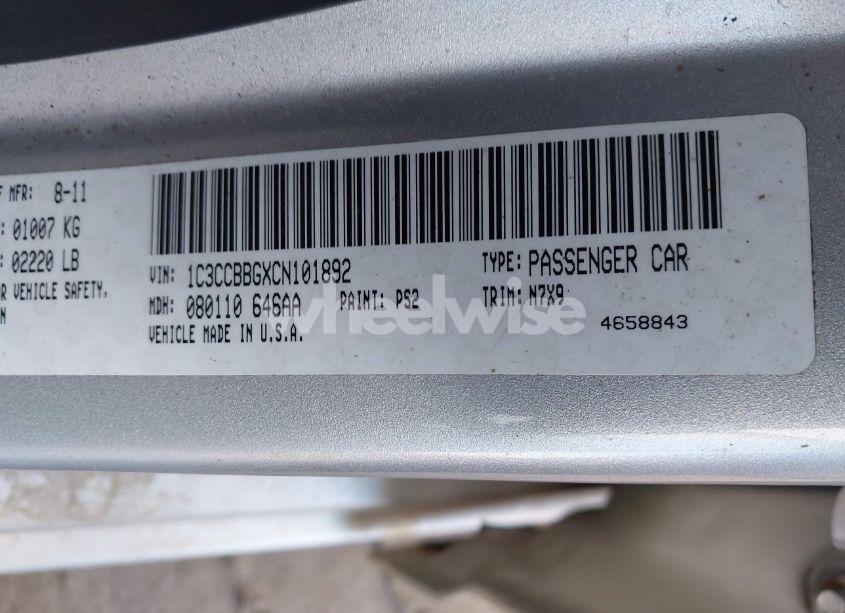 F MFR: 8-11
: 01007 KG
: 02220 LB
OR VEHICLE SAFETY,
N
VIN: 1C3CCBBGXCN101892 TYPE: PASSENGER CAR
MDH: 080110 646AA PAINT: PS2 TRIM: N7X9
VEHICLE MADE IN U.S.A. 4658843
wheelwise